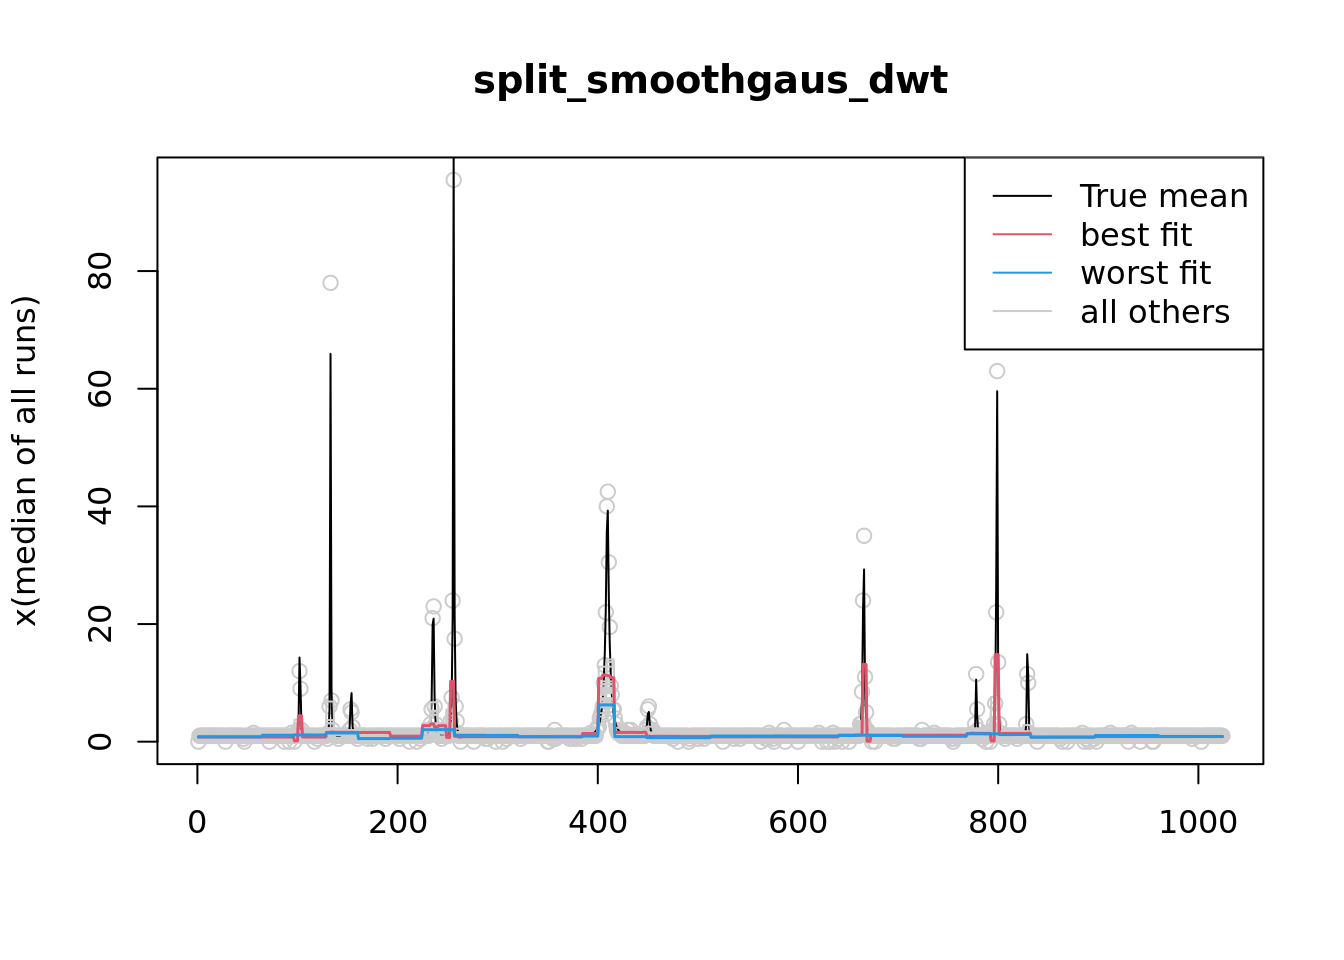 split_smoothgaus_dwt
True mean
best fit
worst fit
all others
x(median of all runs)
80
60
40
20
0
0 200 400 600 800 1000